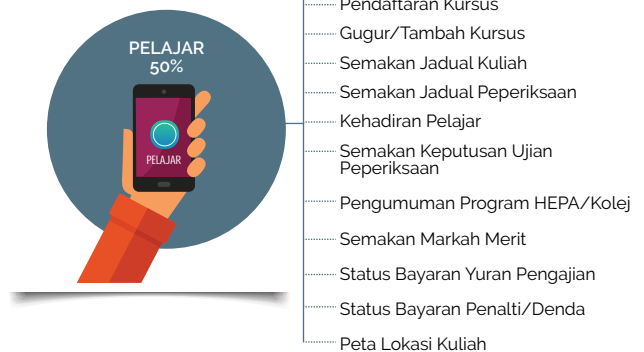 Pendaftaran Kursus
PELAJAR
50%
PELAJAR
Gugur/Tambah Kursus
Semakan Jadual Kuliah
Semakan Jadual Peperiksaan
Kehadiran Pelajar
Semakan Keputusan Ujian
Peperiksaan
Pengumuman Program HEPA/Kolej
Semakan Markah Merit
Status Bayaran Yuran Pengajian
Status Bayaran Penalti/Denda
Peta Lokasi Kuliah